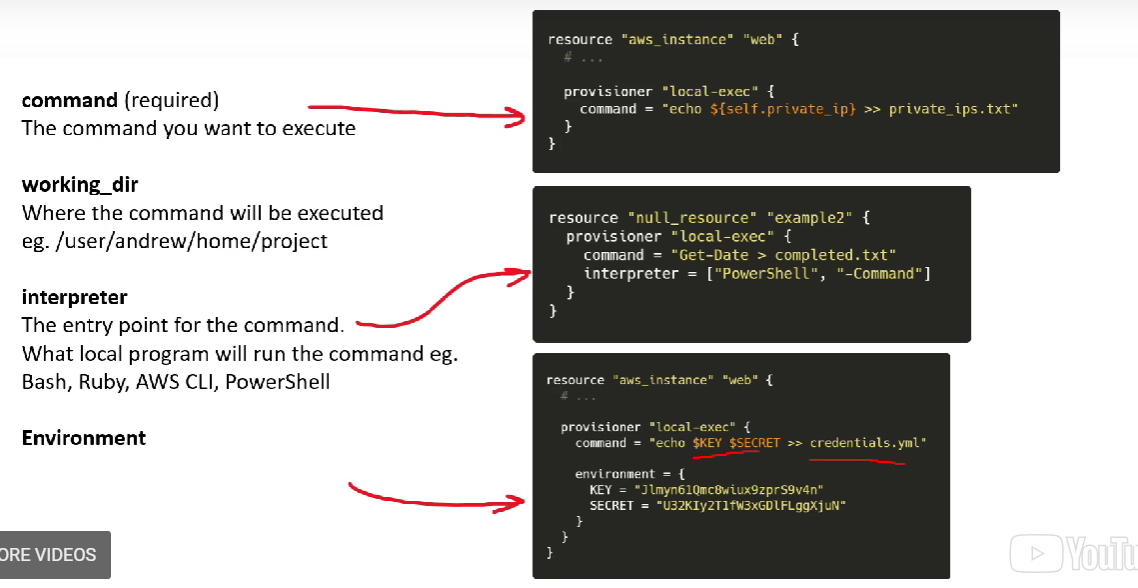 command (required)
The command you want to execute
working_dir
Where the command will be executed
eg. /user/andrew/home/project
interpreter
The entry point for the command.
What local program will run the command eg.
Bash, Ruby, AWS CLI, PowerShell
Environment
resource "aws_instance" "web" {
# ...
provisioner "local-exec" {
command = "echo ${self.private_ip} >> private_ips.txt"
}
}
resource "null_resource" "example2" {
provisioner "local-exec" {
command = "Get-Date > completed.txt"
interpreter = ["PowerShell", "-Command"]
}
}
resource "aws_instance" "web" {
# ...
provisioner "local-exec" {
command = "echo $KEY $SECRET >> credentials.yml"
environment = {
KEY = "Jlmyn61Qmc8wiux9zprS9v4n"
SECRET = "U32KIy2T1fW3xGDlFLggXjuN"
}
}
}
ORE VIDEOS
YouTu